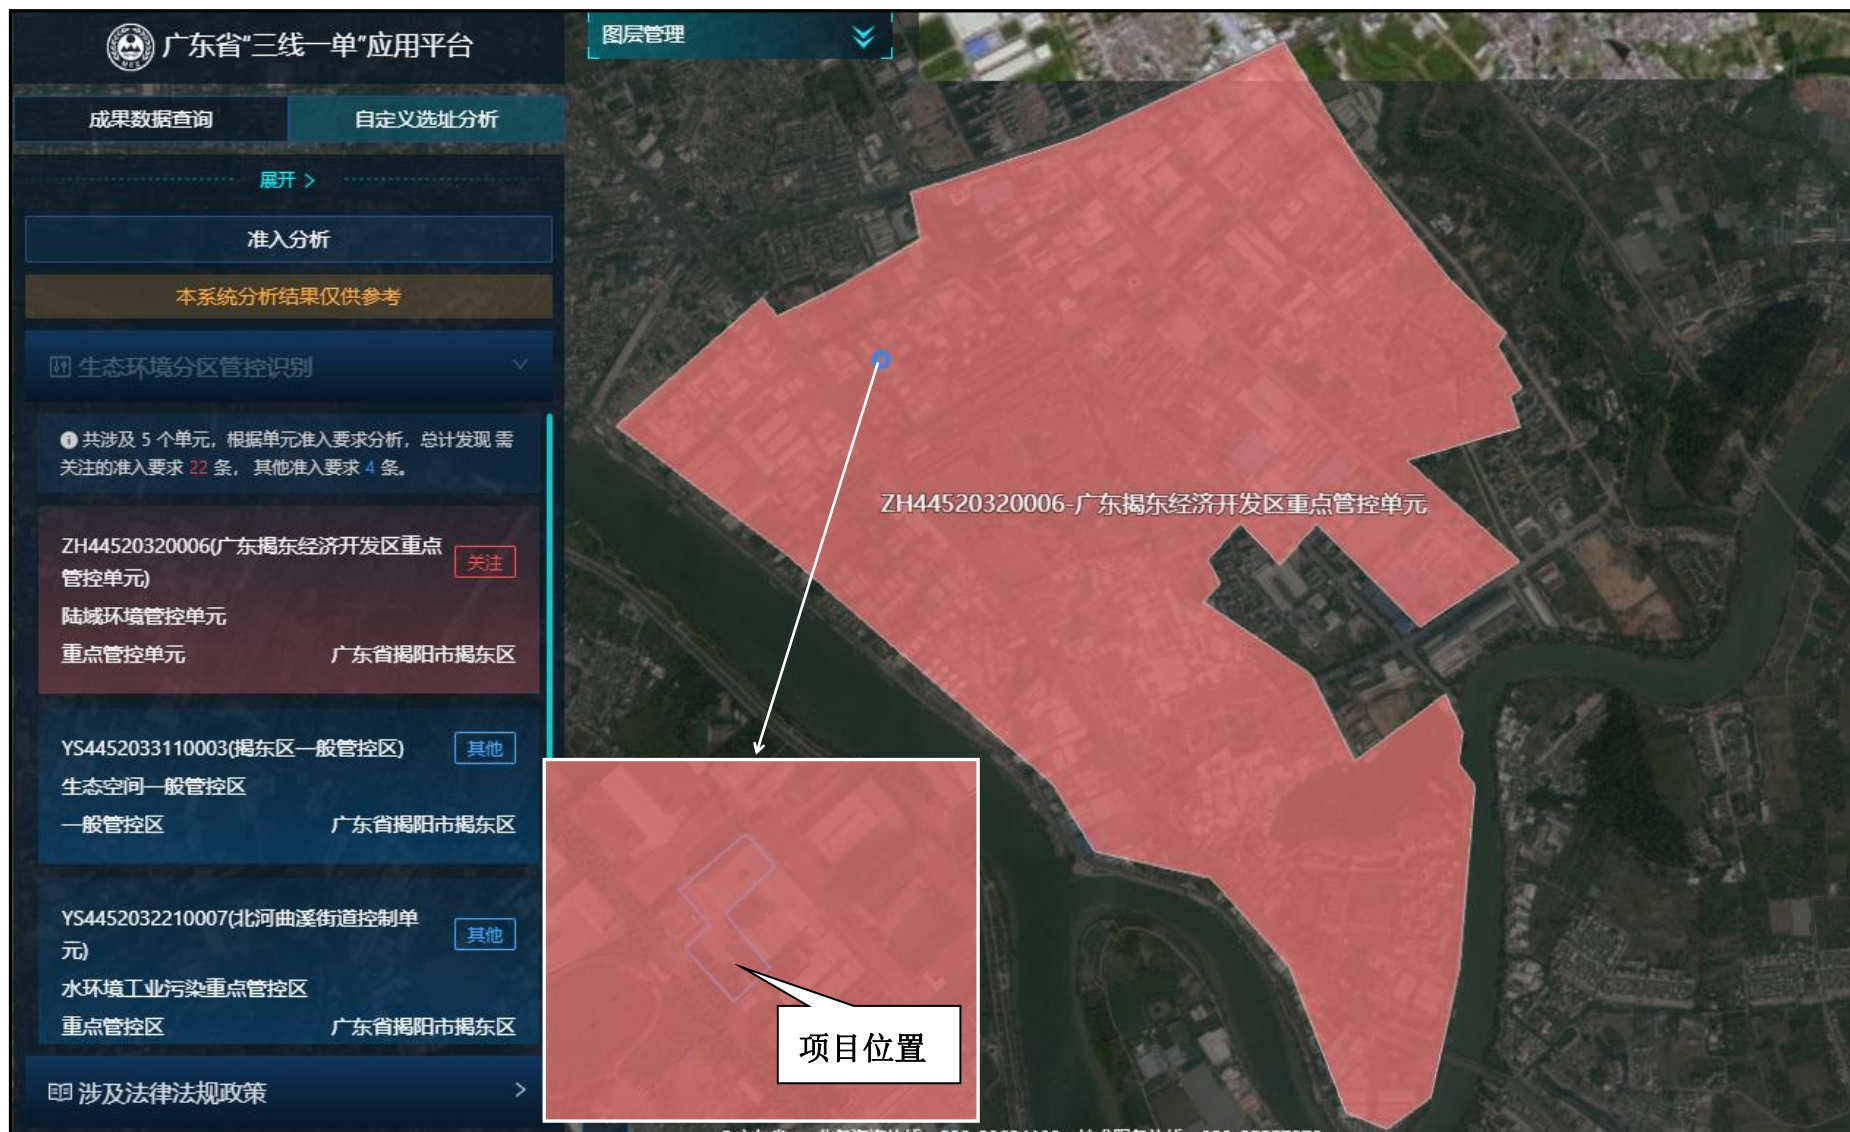 广东省“三线一单”应用平台
成果数据查询
自定义选址分析
展开 >
准入分析
本系统分析结果仅供参考
生态环境分区管控识别
共涉及 5 个单元，根据单元准入要求分析，总计发现 需
关注的准入要求 22 条， 其他准入要求 4 条。
ZH44520320006(广东揭东经济开发区重点
管控单元)
关注
陆域环境管控单元
重点管控单元 广东省揭阳市揭东区
YS4452033110003(揭东区一般管控区)
其他
生态空间一般管控区
一般管控区 广东省揭阳市揭东区
YS4452032210007(北河曲溪街道控制单
元)
其他
水环境工业污染重点管控区
重点管控区 广东省揭阳市揭东区
涉及法律法规政策 >
图层管理
ZH44520320006-广东揭东经济开发区重点管控单元
项目位置